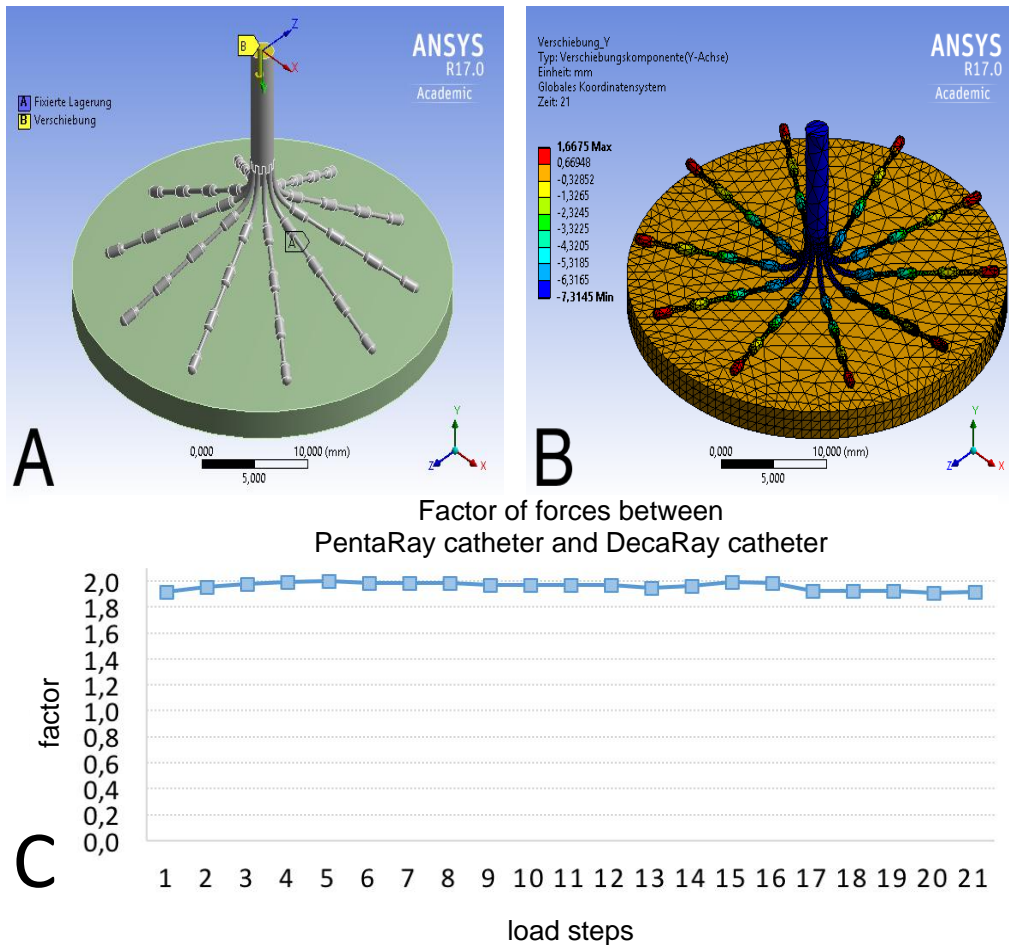 ANSYS
R17.0
Academic
B
Z
X
A Fixierte Lagerung
B Verschiebung
A
0,000 10,000 (mm)
5,000
Y
Z X
A
Verschiebung_Y
Typ: Verschiebungskomponente(Y-Achse)
Einheit: mm
Globales Koordinatensystem
Zeit: 21
ANSYS
R17.0
Academic
1,6675 Max
0,66948
-0,32852
-1,3265
-2,3245
-3,3225
-4,3205
-5,3185
-6,3165
-7,3145 Min
0,000 10,000 (mm)
5,000
Y
Z X
B
Factor of forces between
PentaRay catheter and DecaRay catheter
2,0
1,8
1,6
1,4
1,2
1,0
0,8
0,6
0,4
0,2
0,0
factor
1 2 3 4 5 6 7 8 9 10 11 12 13 14 15 16 17 18 19 20 21
load steps
C